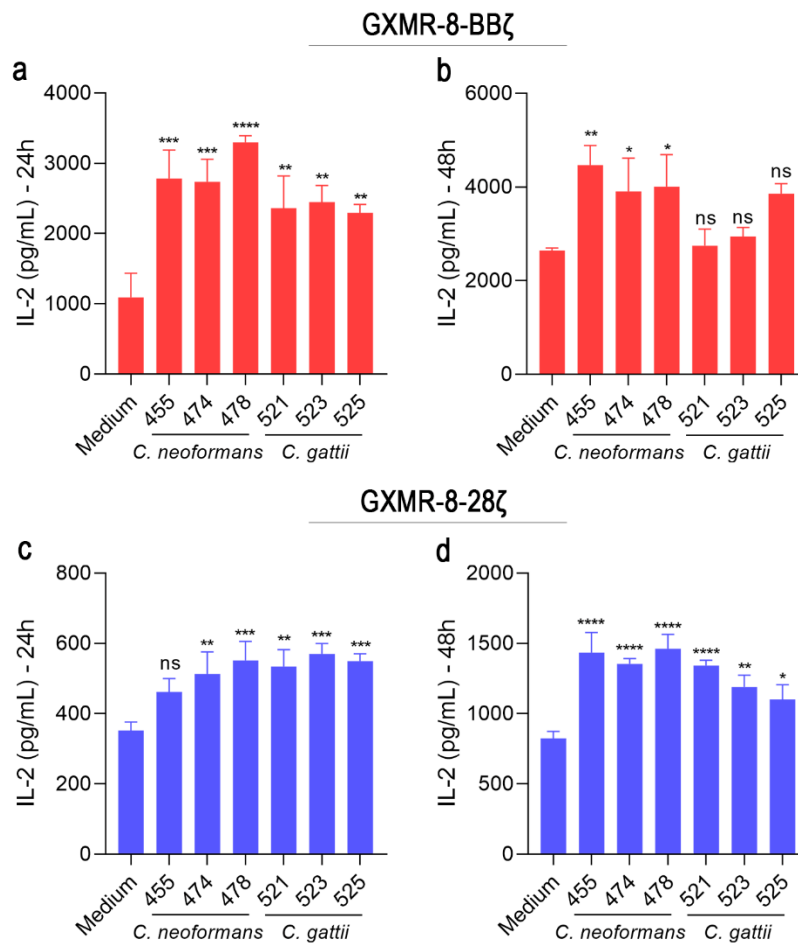 GXMR-8-BBζ
a
b
4000
3000
2000
1000
0
IL-2 (pg/mL) - 24h
***
***
****
**
**
**
Medium
455
474
478
521
523
525
C. neoformans
C. gattii
6000
4000
2000
0
IL-2 (pg/mL) - 48h
**
*
*
ns
ns
ns
Medium
455
474
478
521
523
525
C. neoformans
C. gattii
GXMR-8-28ζ
c
d
800
600
400
200
0
IL-2 (pg/mL) - 24h
ns
**
***
**
***
***
Medium
455
474
478
521
523
525
C. neoformans
C. gattii
2000
1500
1000
500
0
IL-2 (pg/mL) - 48h
****
****
****
****
**
*
Medium
455
474
478
521
523
525
C. neoformans
C. gattii